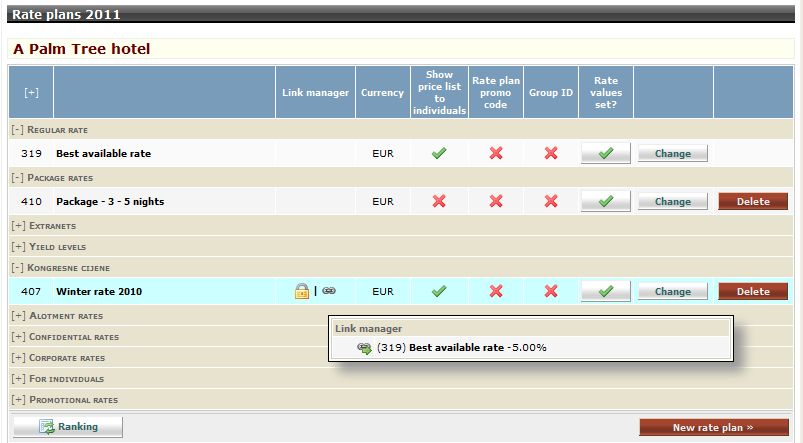 Rate plans 2011
A Palm Tree hotel
[+] Link manager Currency Show price list to individuals Rate plan promo code Group ID Rate values set?
[-] REGULAR RATE
319 Best available rate EUR Change
[-] PACKAGE RATES
410 Package - 3 - 5 nights EUR Change Delete
[+] EXTRANETS
[+] YIELD LEVELS
[-] KONGRESNE CIJENE
407 Winter rate 2010 | EUR Change Delete
[+] ALOTMENT RATES
Link manager
[+] CONFIDENTIAL RATES
(319) Best available rate -5.00%
[+] CORPORATE RATES
[+] FOR INDIVIDUALS
[+] PROMOTIONAL RATES
Ranking New rate plan »